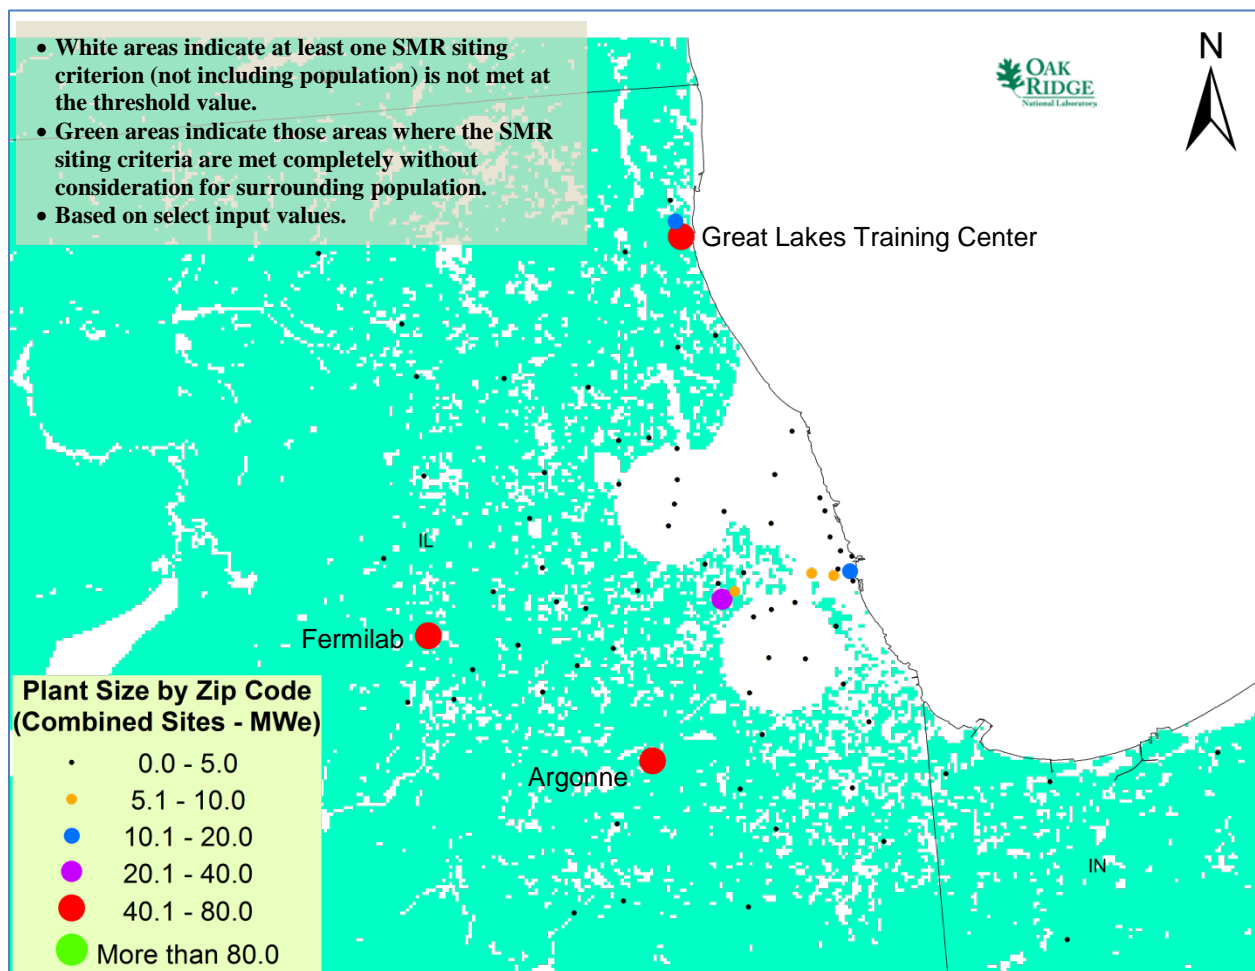 • White areas indicate at least one SMR siting
criterion (not including population) is not met at
the threshold value.
• Green areas indicate those areas where the SMR
siting criteria are met completely without
consideration for surrounding population.
• Based on select input values.
OAK
RIDGE
National Laboratory
N
Great Lakes Training Center
IL
Fermilab
Argonne
IN
Plant Size by Zip Code
(Combined Sites - MWe)
0.0 - 5.0
5.1 - 10.0
10.1 - 20.0
20.1 - 40.0
40.1 - 80.0
More than 80.0